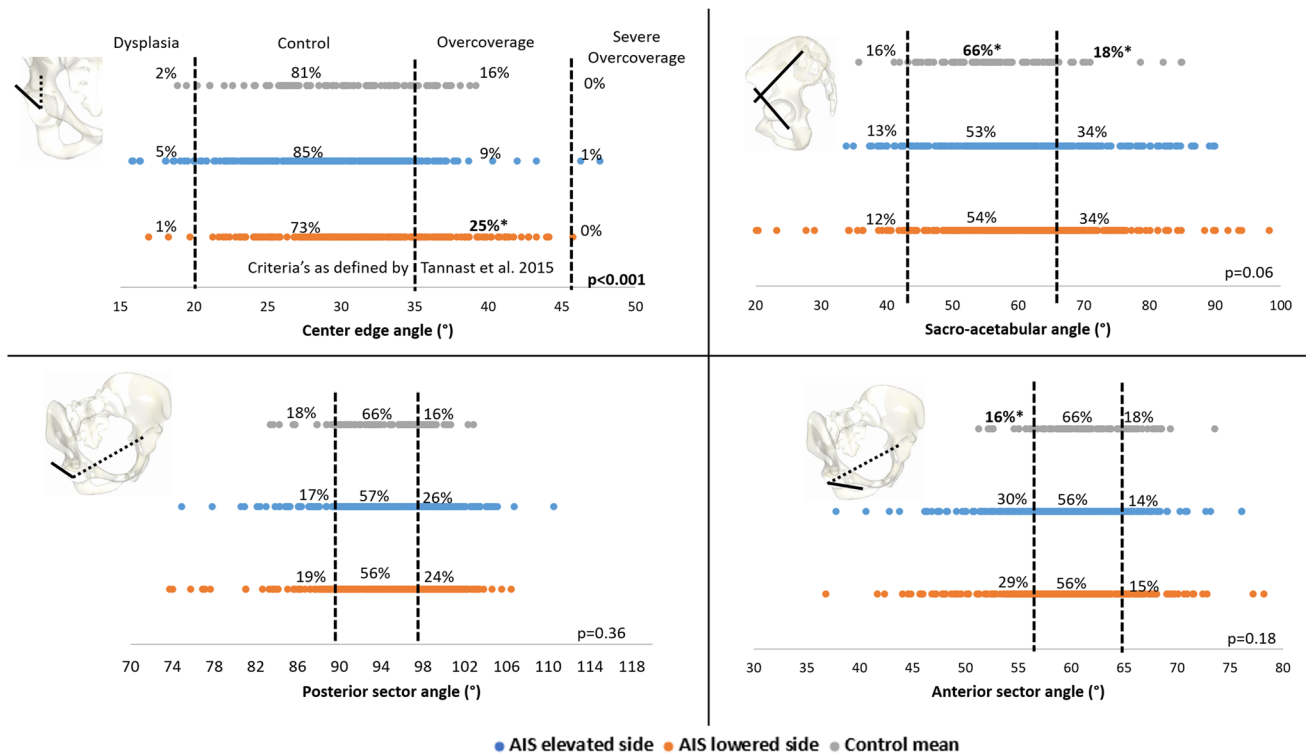 Dysplasia Control Overcoverage Severe Overcoverage
2% 81% 16% 0%
5% 85% 9% 1%
1% 73% 25%* 0%
Criteria's as defined by Tannast et al. 2015
p<0.001
15 20 25 30 35 40 45 50
Center edge angle (°)
16% 66%* 18%*
13% 53% 34%
12% 54% 34%
p=0.06
20 30 40 50 60 70 80 90 100
Sacro-acetabular angle (°)
18% 66% 16%
17% 57% 26%
19% 56% 24%
p=0.36
70 74 78 82 86 90 94 98 102 106 110 114 118
Posterior sector angle (°)
16%* 66% 18%
30% 56% 14%
29% 56% 15%
p=0.18
30 35 40 45 50 55 60 65 70 75 80
Anterior sector angle (°)
AIS elevated side AIS lowered side Control mean